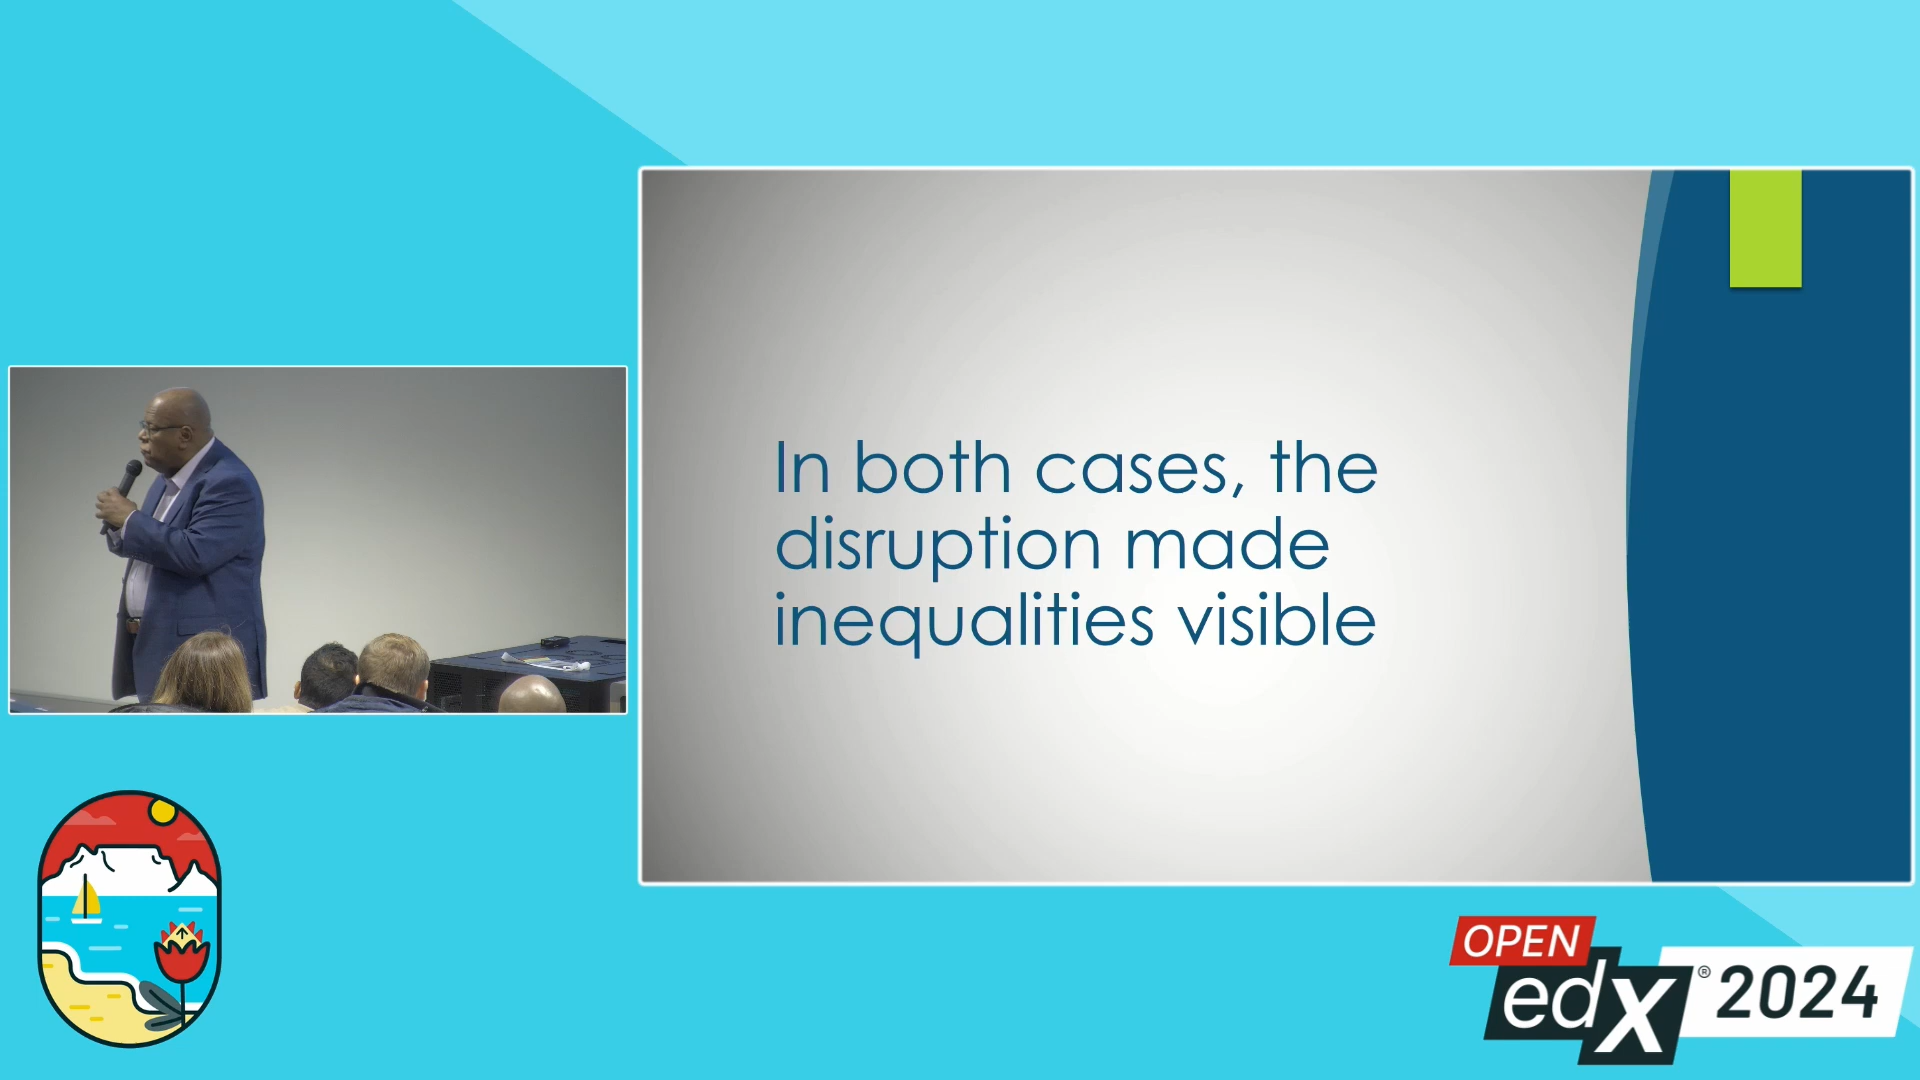 In both cases, the
disruption made
inequalities visible
OPEN
edX® 2024